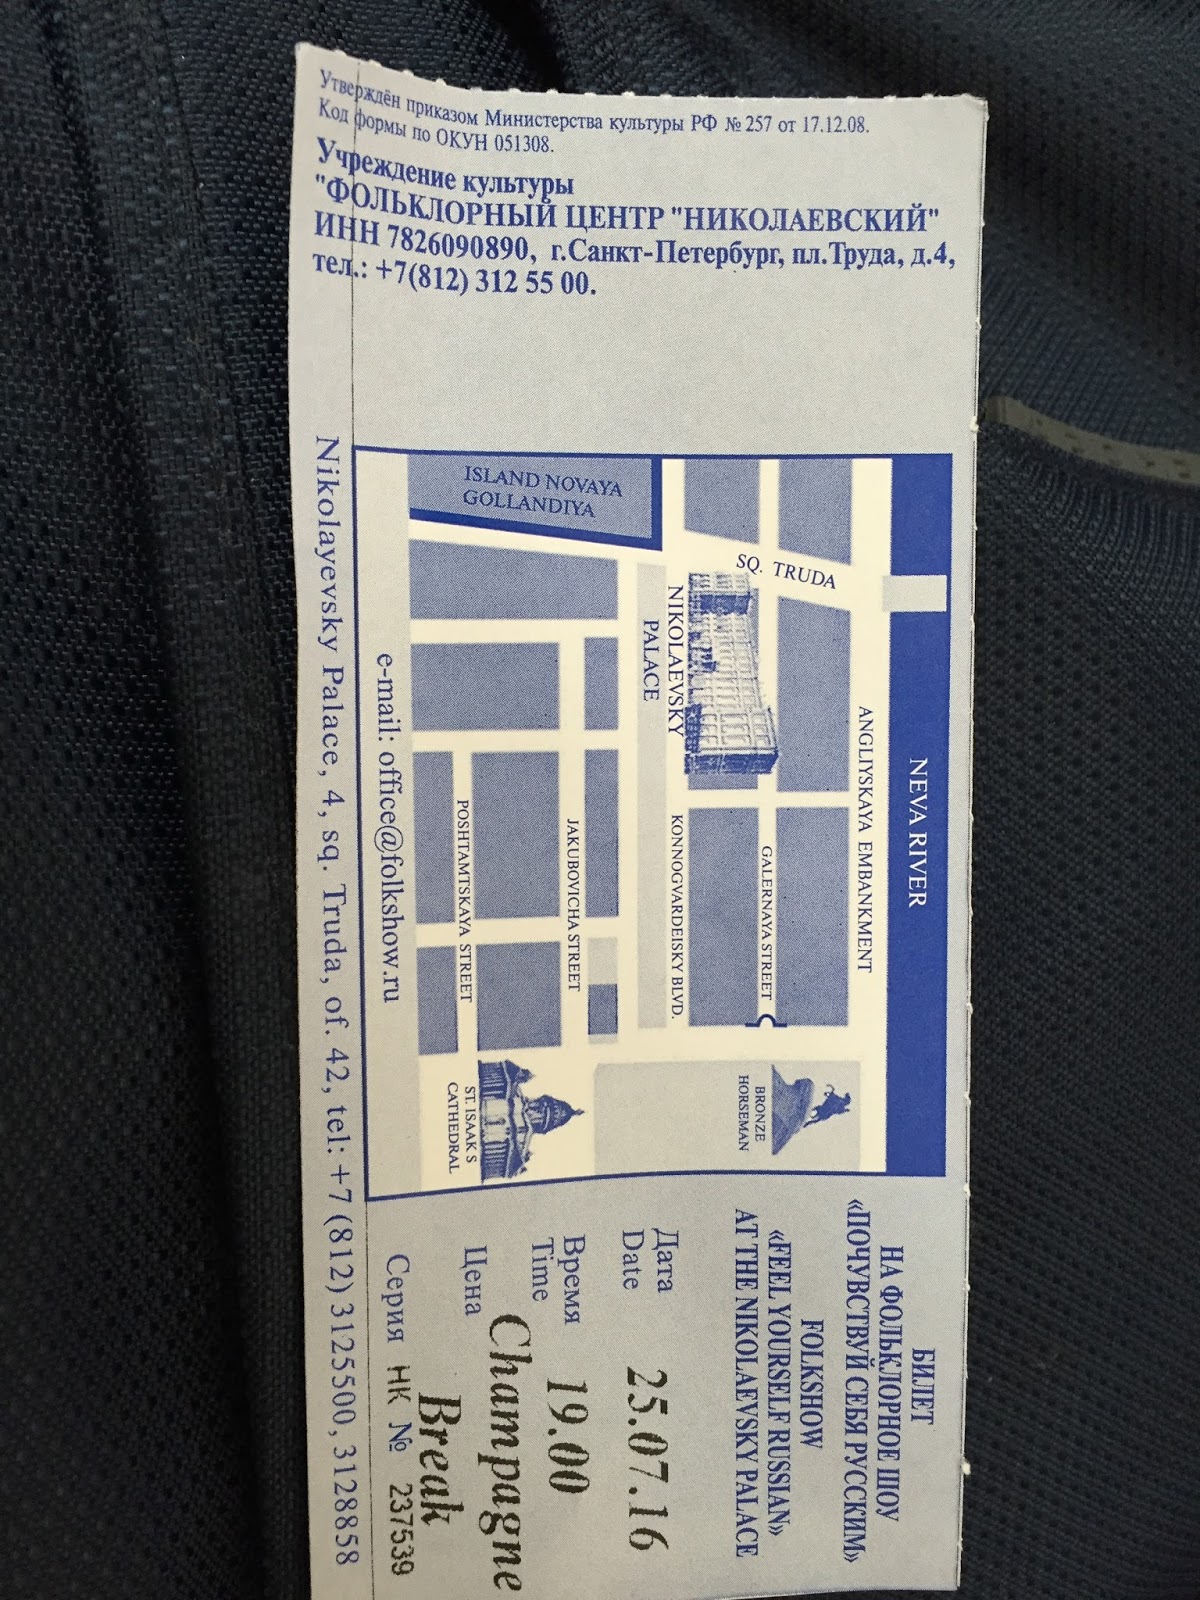 Утверждён приказом Министерства культуры РФ № 257 от 17.12.08.
Код формы по ОКУН 051308.
Учреждение культуры
"ФОЛЬКЛОРНЫЙ ЦЕНТР "НИКОЛАЕВСКИЙ"
ИНН 7826090890, г.Санкт-Петербург, пл.Труда, д.4,
тел.: +7(812) 312 55 00.
NEVA RIVER
ANGLIYSKAYA EMBANKMENT
SQ. TRUDA
GALERNAYA STREET
NIKOLAEVSKY
PALACE
KONNOGVARDEISKY BLVD.
ISLAND NOVAYA
GOLLANDIYA
JAKUBOVICHA STREET
POSHTAMTSKAYA STREET
BRONZE
HORSEMAN
ST. ISAAK S
CATHEDRAL
e-mail: office@folkshow.ru
Nikolayevsky Palace, 4, sq. Truda, of. 42, tel: +7 (812) 3125500, 3128858
БИЛЕТ
НА ФОЛЬКЛОРНОЕ ШОУ
«ПОЧУВСТВУЙ СЕБЯ РУССКИМ»
FOLKSHOW
«FEEL YOURSELF RUSSIAN»
AT THE NIKOLAEVSKY PALACE
Дата
Date 25.07.16
Время
Time 19.00
Цена Champagne
Break
Серия НК № 237539